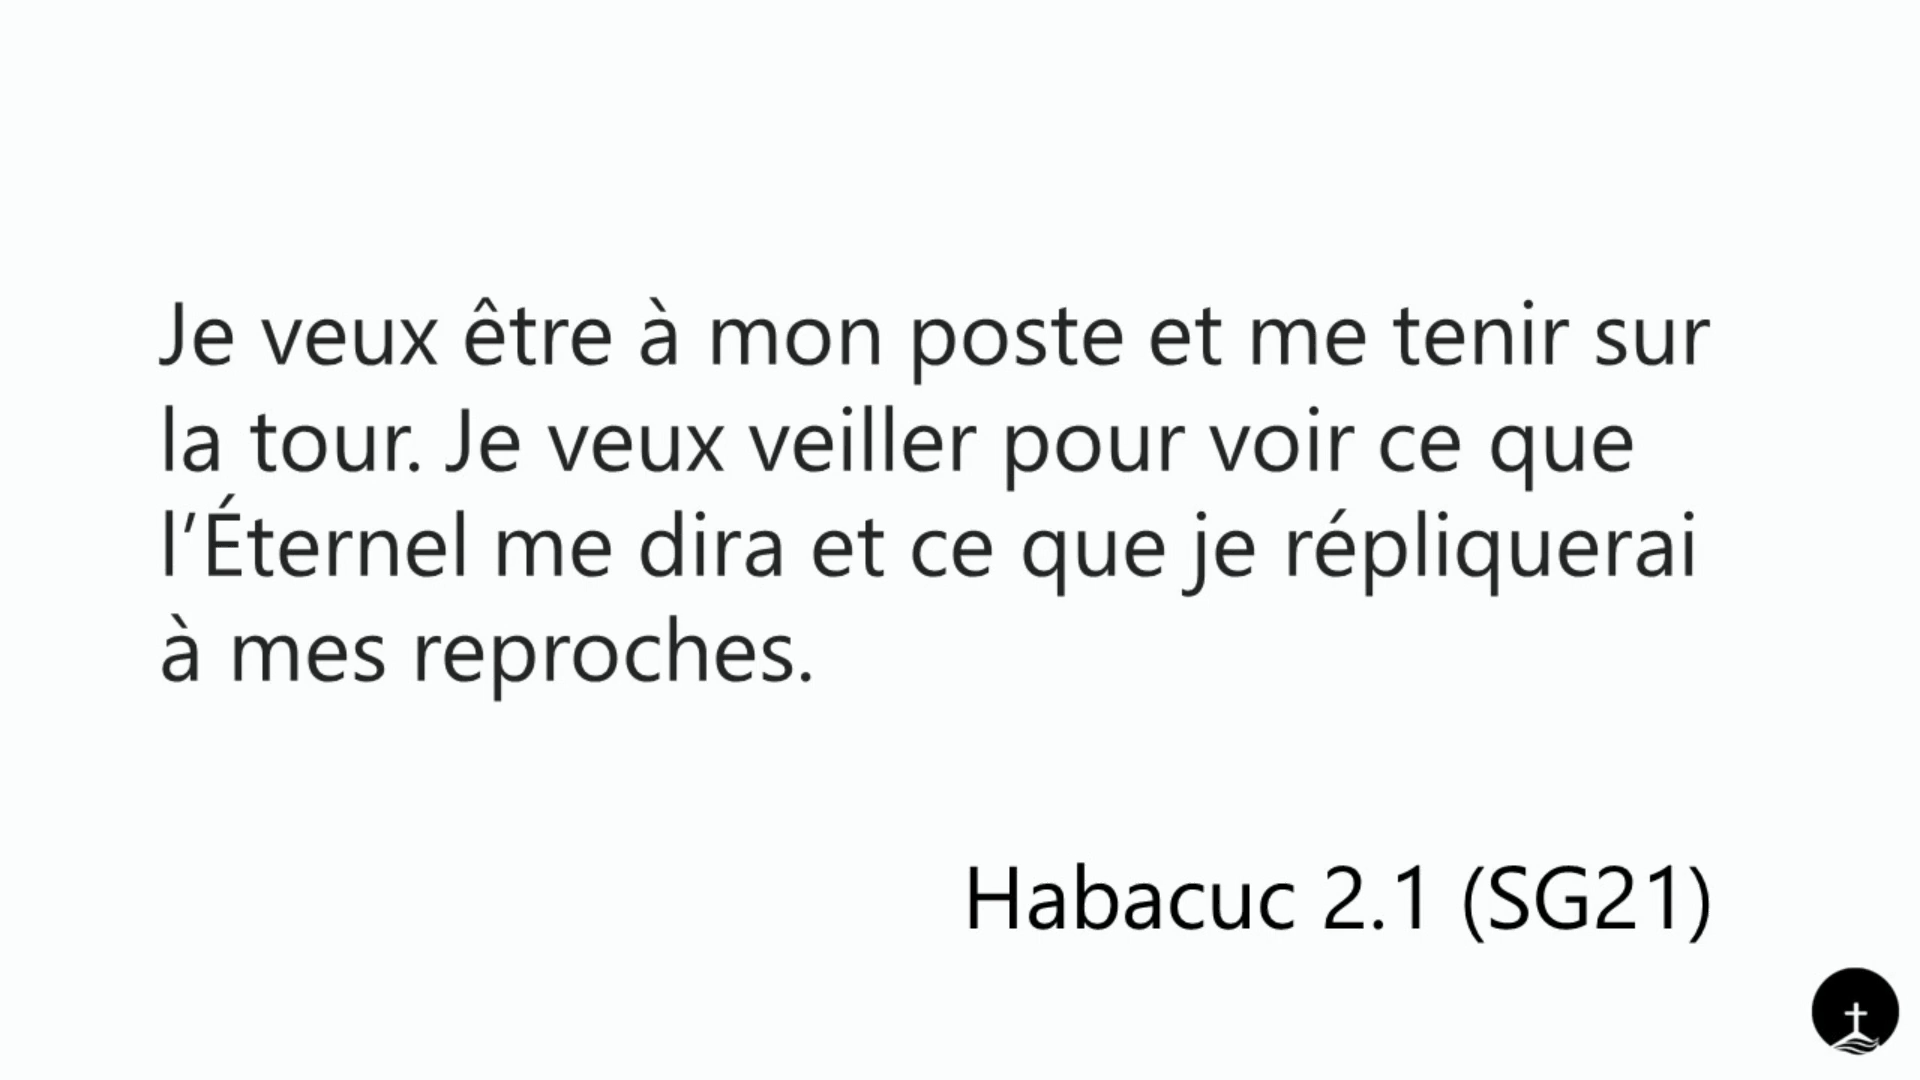 Je veux être à mon poste et me tenir sur
la tour. Je veux veiller pour voir ce que
l’Éternel me dira et ce que je répliquerai
à mes reproches.
Habacuc 2.1 (SG21)